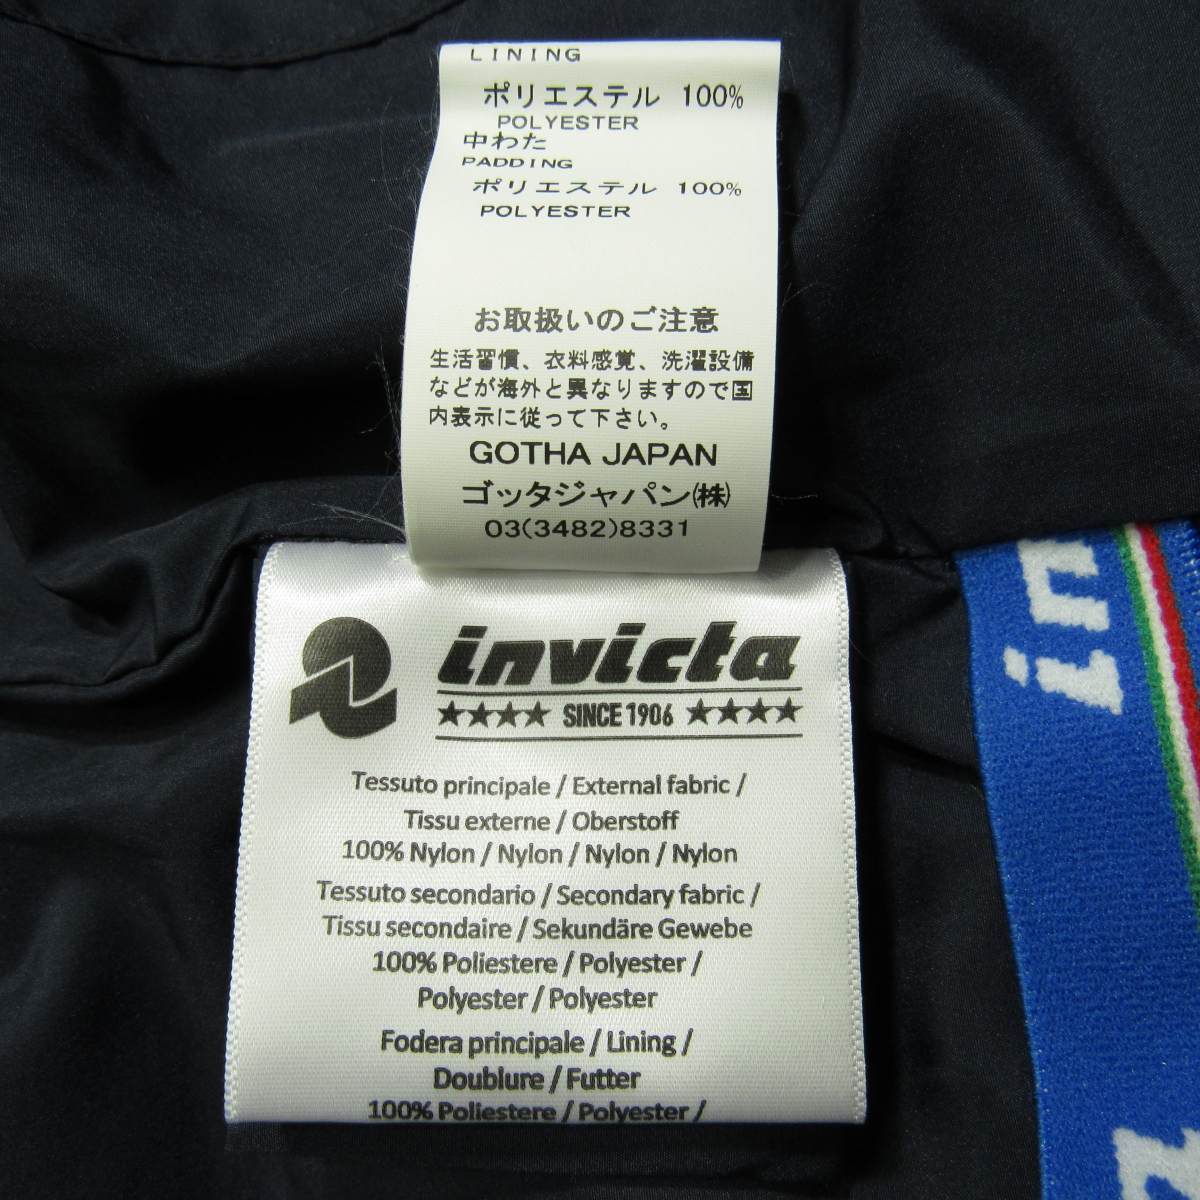 LINING
ポリエステル 100%
POLYESTER
中わた
PADDING
ポリエステル 100%
POLYESTER
お取扱いのご注意
生活習慣、衣料感覚、洗濯設備
などが海外と異なりますので国
内表示に従って下さい。
GOTHA JAPAN
ゴッタジャパン㈱
03(3482)8331
invicta
★★★★ SINCE 1906 ★★★★
Tessuto principale / External fabric /
Tissu externe / Oberstoff
100% Nylon / Nylon / Nylon / Nylon
Tessuto secondario / Secondary fabric /
Tissu secondaire / Sekundäre Gewebe
100% Poliestere / Polyester /
Polyester / Polyester
Fodera principale / Lining /
Doublure / Futter
100% Poliestere / Polyester /
in